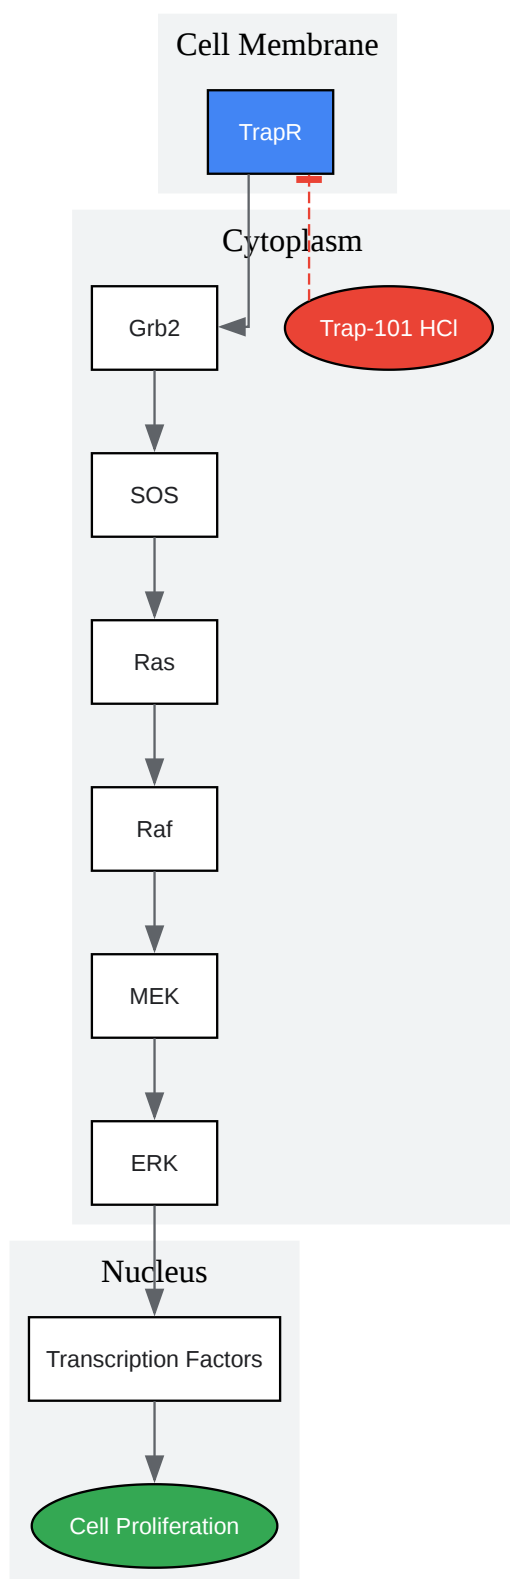 Cell Membrane
TrapR
Cytoplasm
Grb2
Trap-101 HCl
SOS
Ras
Raf
MEK
ERK
Nucleus
Transcription Factors
Cell Proliferation